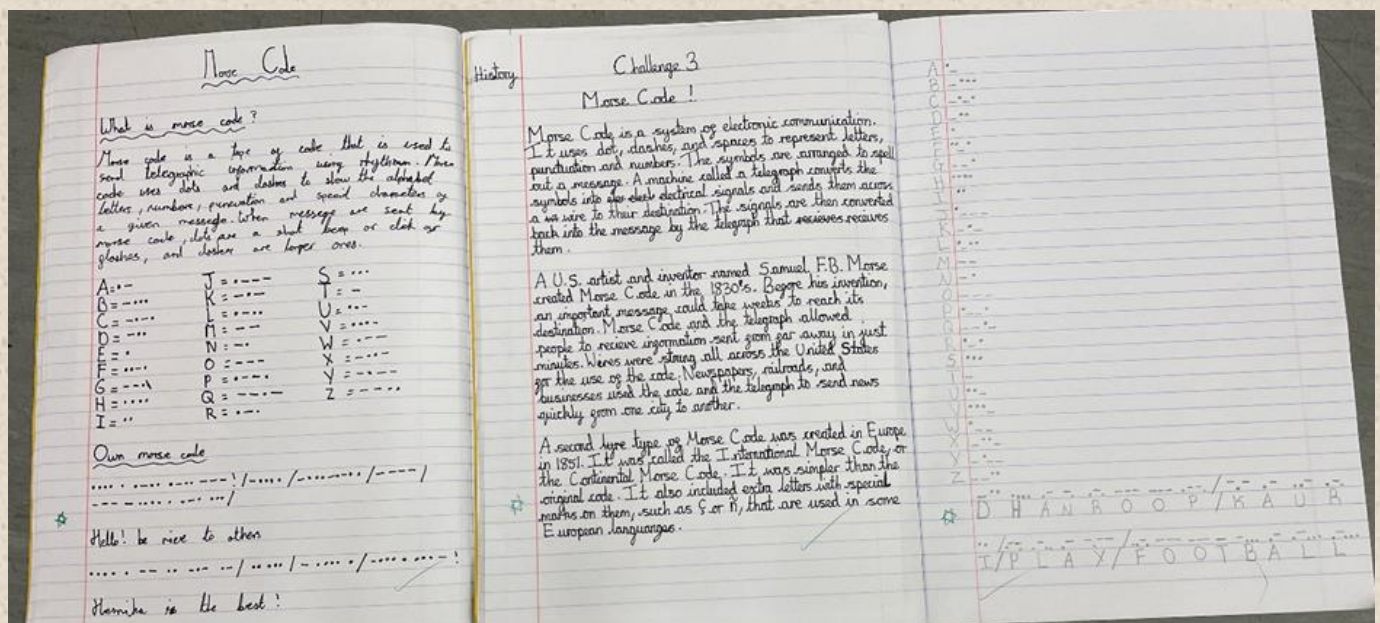 Morse Code
What is morse code?
Morse code is a type of code that is used to
send telegraphic information using rhythm. Morse
code uses dots and dashes to show the alphabet
letters, numbers, and special characters of
a given message. When message are sent by
morse code, dots are a short beep or click or
flashes, and dashes are longer ones.
A = •–
B = –•••
D = –••
E = •
H = ••••
I = ••
J = •–––
K = –•–
L = •–••
M = ––
N = –•
O = –––
P = •––•
Q = ––•–
R = •–•
S = •••
T = –
U = ••–
V = •••–
W = •––
X = –••–
Y = –•––
Z = ––••
Own morse code
Hello! be nice to others
is the best!
History
Challenge 3
Morse Code!
Morse Code is a system of electronic communication.
It uses dot, dashes, and spaces to represent letters,
punctuation and numbers. The symbols are arranged to spell
out a message. A machine called a telegraph converts the
symbols into electrical signals and sends them across
a wire to their destination. The signals are then converted
back into the message by the telegraph that receives
them.
A U.S. artist and inventor named Samuel F.B. Morse
created Morse Code in the 1830's. Before his invention,
an important message could take weeks to reach its
destination. Morse Code and the telegraph allowed
people to recieve information sent from far away in just
minutes. Wires were strung all across the United States
for the use of the code. Newspapers, railroads, and
businesses used the code and the telegraph to send news
quickly from one city to another.
A second type of Morse Code was created in Europe
in 1851. It was called the International Morse Code, or
the Continental Morse Code. It was simpler than the
original code. It also included extra letters with special
marks on them, such as ç or ñ, that are used in some
European languanges.
A •–
B –•••
C –•–•
D –••
E •
F ••–•
G ––•
H ••••
I ••
J •–––
K –•–
L •–••
M ––
N –•
O –––
P •––•
Q ––•–
R •–•
S •••
T –
U ••–
V •••–
W •––
X –••–
Y –•––
Z ––••
D H A N R O O P / K A U R
I / P L A Y / F O O T B A L L